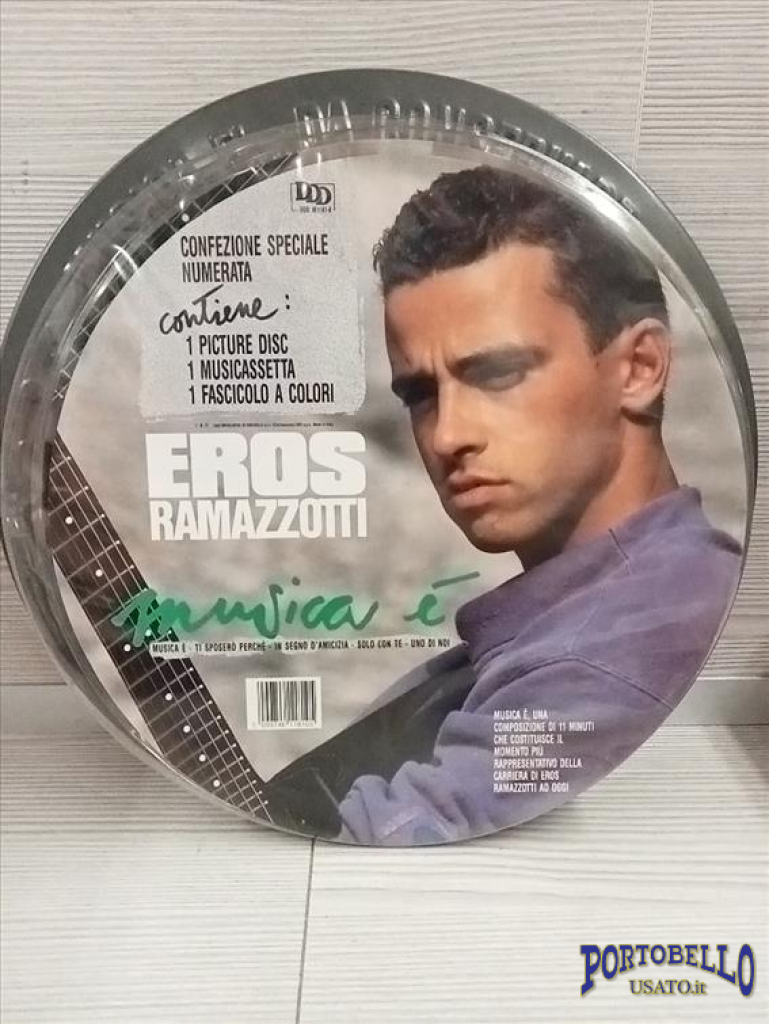 DDD
CONFEZIONE SPECIALE
NUMERATA
contiene:
1 PICTURE DISC
1 MUSICASSETTA
1 FASCICOLO A COLORI
EROS
RAMAZZOTTI
musica è
MUSICA È - TI SPOSERÒ PERCHÉ - IN SEGNO D'AMICIZIA - SOLO CON TE - UNO DI NOI
MUSICA È, UNA
COMPOSIZIONE DI 11 MINUTI
CHE COSTITUISCE IL
MOMENTO PIÙ
RAPPRESENTATIVO DELLA
CARRIERA DI EROS
RAMAZZOTTI AD OGGI
PORTOBELLO
USATO.it